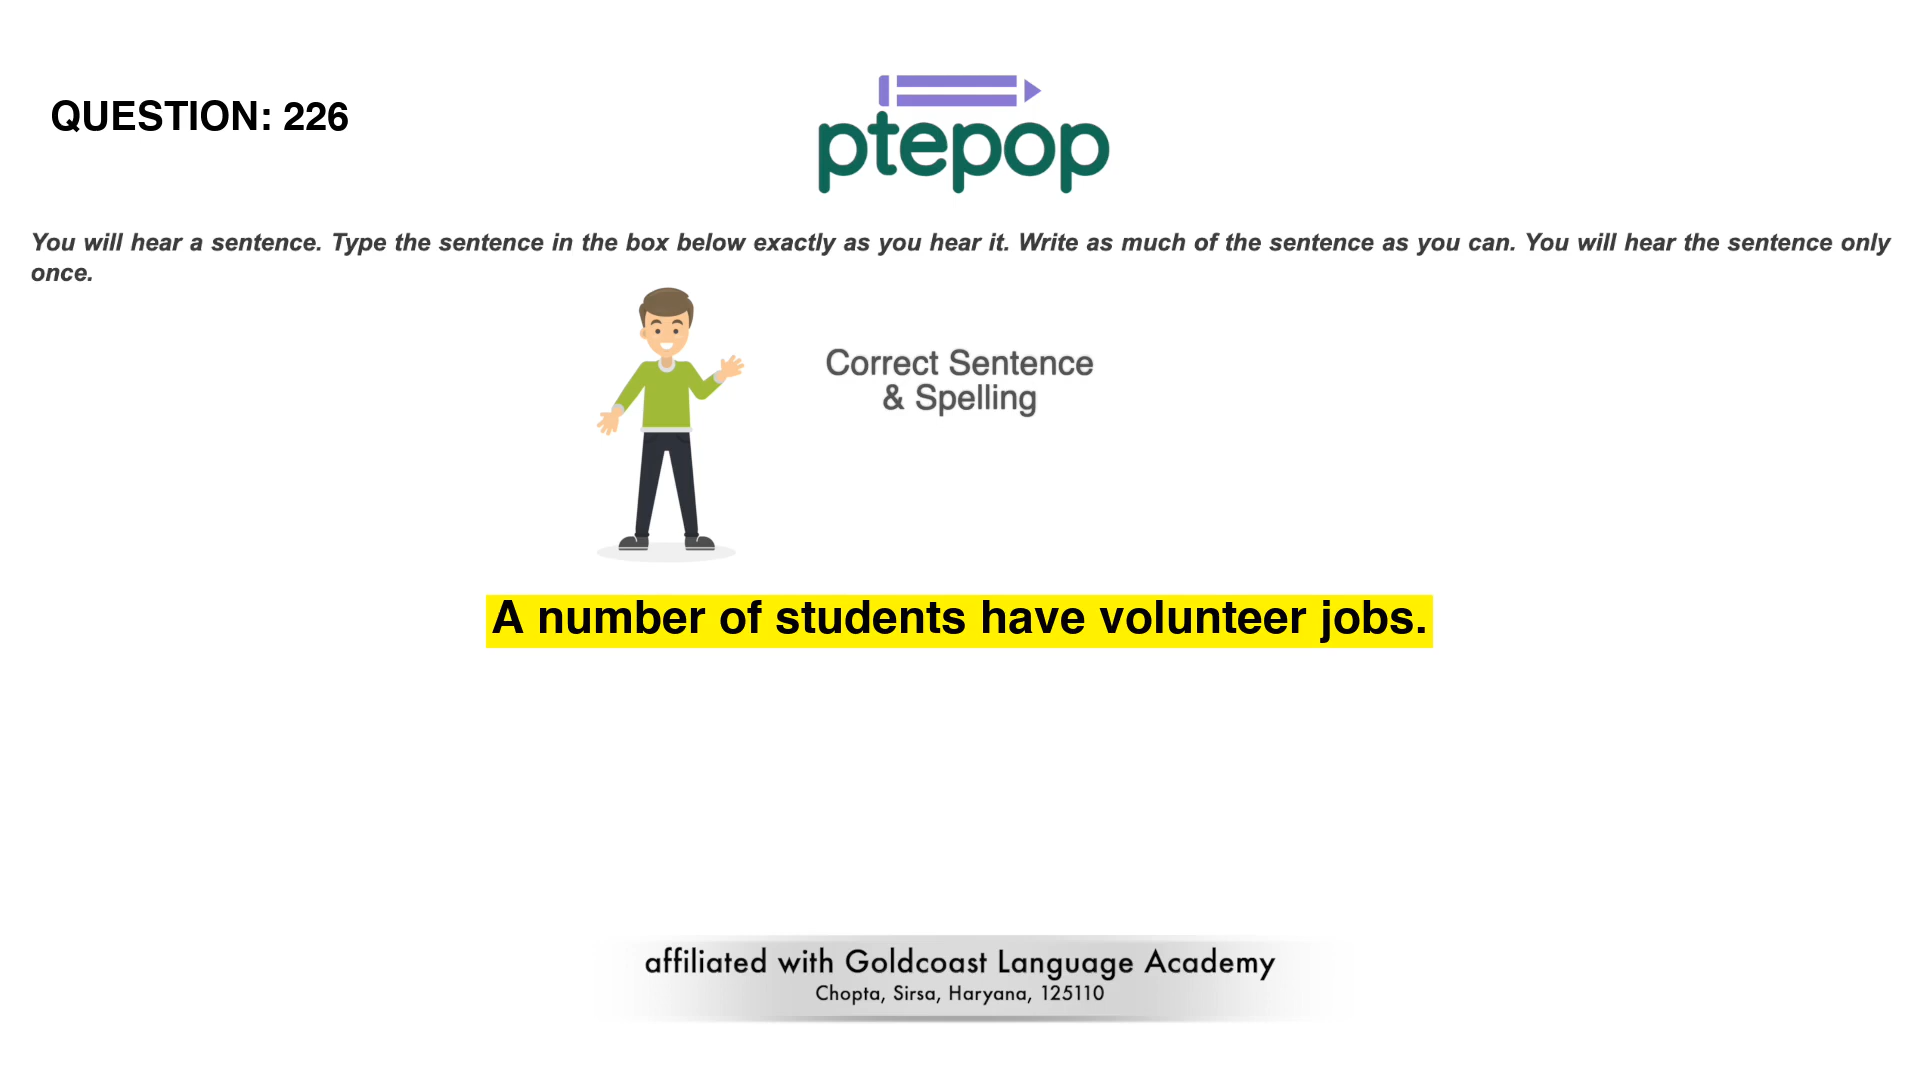 QUESTION: 226
ptepop
You will hear a sentence. Type the sentence in the box below exactly as you hear it. Write as much of the sentence as you can. You will hear the sentence only
once.
Correct Sentence
& Spelling
A number of students have volunteer jobs.
affiliated with Goldcoast Language Academy
Chopta, Sirsa, Haryana, 125110